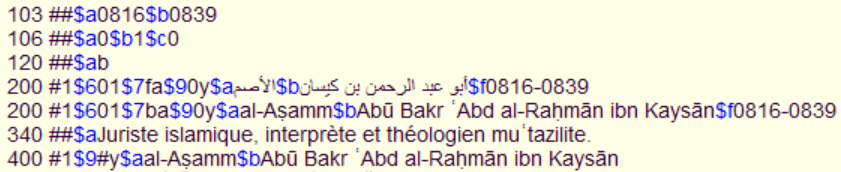 103 ##$a0816$b0839
106 ##$a0$b1$c0
120 ##$ab
200 #1$601$7fa$90y$aالأصم$bأبو عبد الرحمن بن كيسان$f0816-0839
200 #1$601$7ba$90y$aal-Aṣamm$bAbū Bakr ʿAbd al-Raḥmān ibn Kaysān$f0816-0839
340 ##$aJuriste islamique, interprète et théologien muʿtazilite.
400 #1$9#y$aal-Aṣamm$bAbū Bakr ʿAbd al-Raḥmān ibn Kaysān